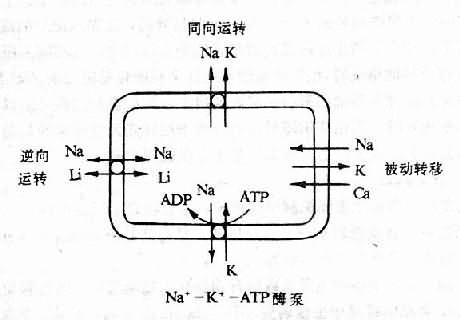 同向运转
Na K
Na
逆向 Na Na
K 被动转移
运转 Li Li
Ca
Na
ADP ATP
K
Na⁺-K⁺-ATP酶泵